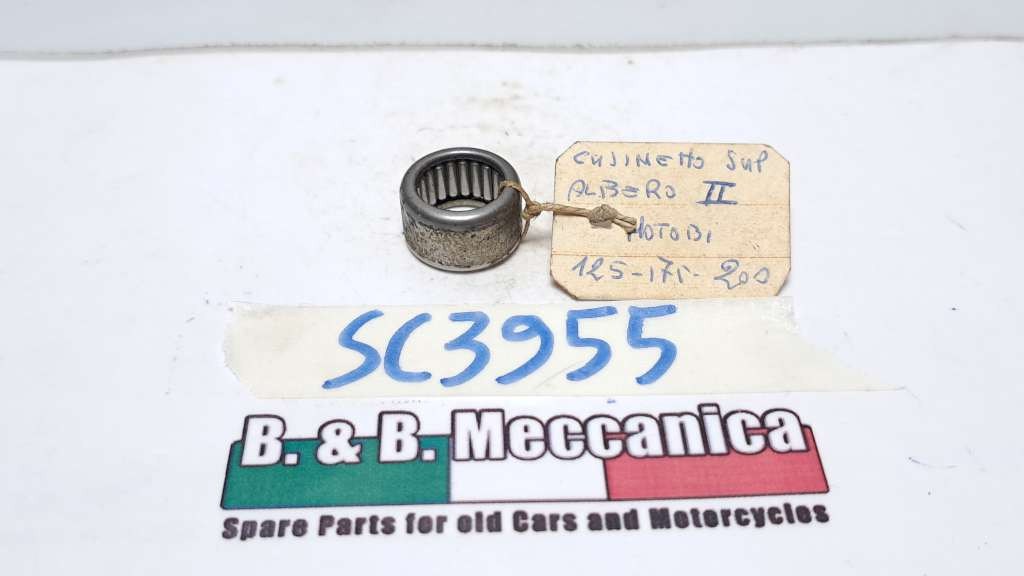 CUSINETTO SUP
ALBERO II
MOTOBI
125-175-200
SC3955
B. & B. Meccanica
Spare Parts for old Cars and Motorcycles